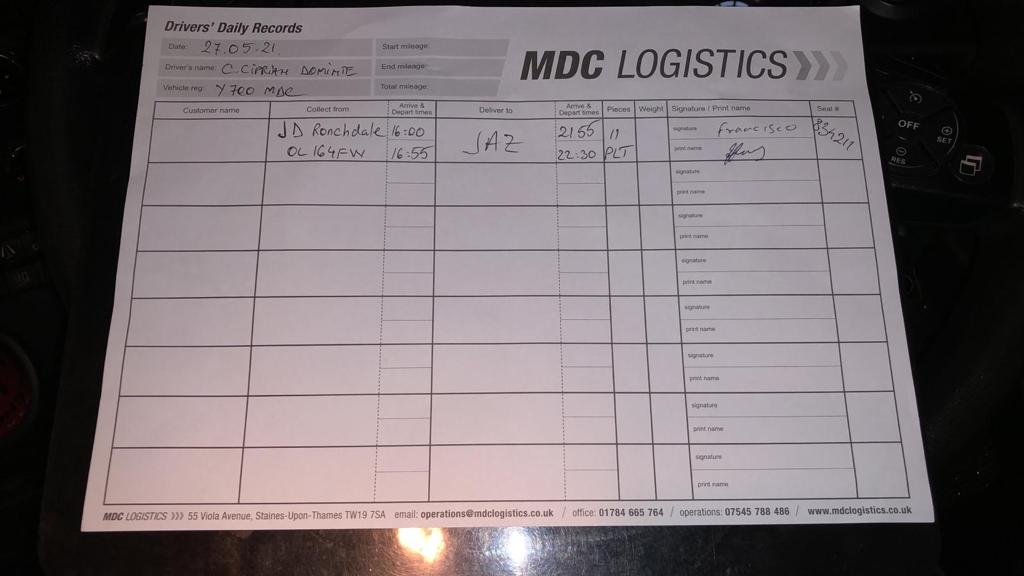 Drivers' Daily Records
Date: 27.05.21.
Start mileage:
Driver's name: C. CIPRIAN DOMINTE
End mileage:
Vehicle reg: Y700 MDC
Total mileage:
MDC LOGISTICS
Customer name Collect from Arrive & Depart times Deliver to Arrive & Depart times Pieces Weight Signature / Print name Seal #
JD Ronchdale 16:00 JAZ 2155 11 signature Francisco 834211
OL164FW 16:55 22:30 PLT print name
signature
print name
signature
print name
signature
print name
signature
print name
signature
print name
signature
print name
signature
print name
MDC LOGISTICS >>> 55 Viola Avenue, Staines-Upon-Thames TW19 7SA email: operations@mdclogistics.co.uk / office: 01784 665 764 / operations: 07545 788 486 / www.mdclogistics.co.uk
OFF
SET
RES